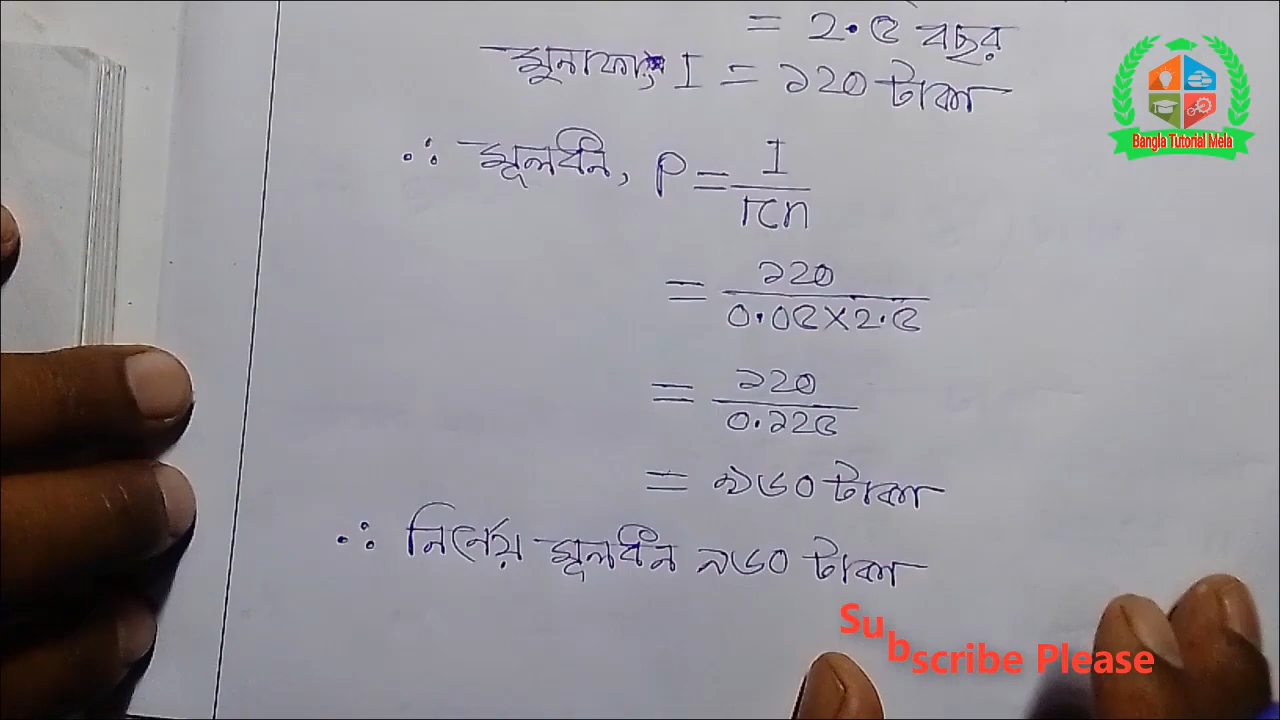 = ২.৫ বছর
মুনাফা, I = ১২০ টাকা
∴ মূলধন, P = I / rn
= ১২০ / ০.০৫×২.৫
= ১২০ / ০.১২৫
= ৯৬০ টাকা
∴ নির্ণেয় মূলধন ৯৬০ টাকা
Bangla Tutorial Mela
Subscribe Please